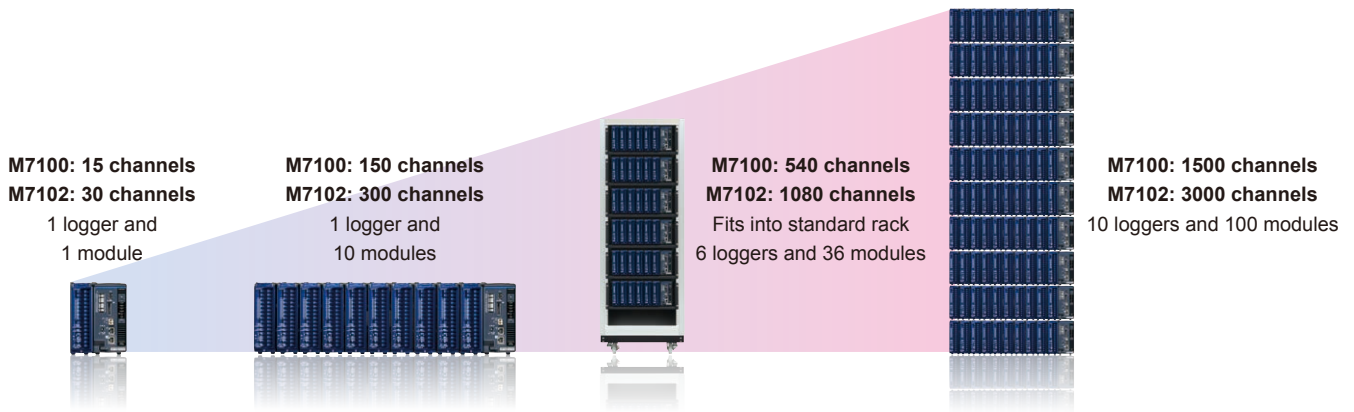 M7100: 15 channels
M7102: 30 channels
1 logger and
1 module
M7100: 150 channels
M7102: 300 channels
1 logger and
10 modules
M7100: 540 channels
M7102: 1080 channels
Fits into standard rack
6 loggers and 36 modules
M7100: 1500 channels
M7102: 3000 channels
10 loggers and 100 modules